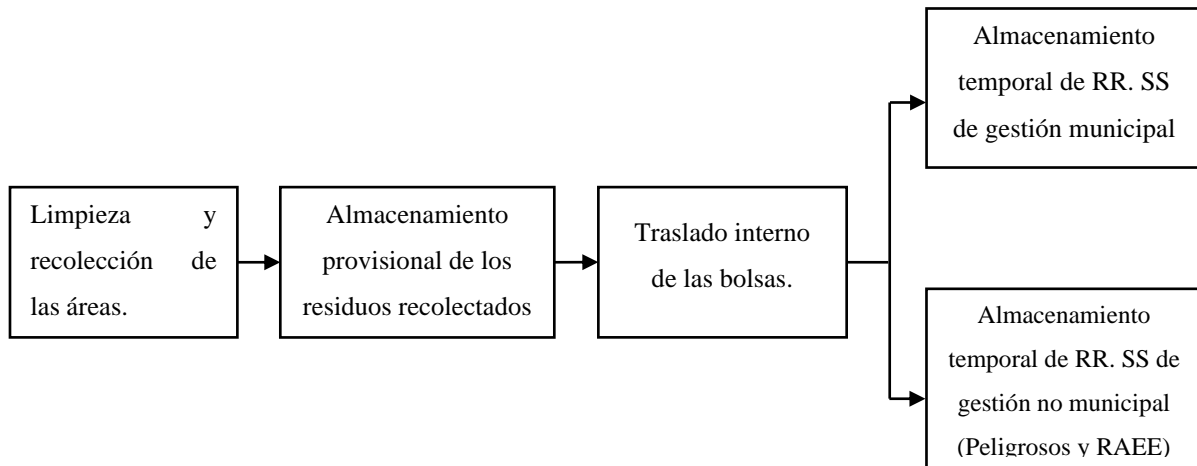 Limpieza y
recolección de
las áreas.
Almacenamiento
provisional de los
residuos recolectados
Traslado interno
de las bolsas.
Almacenamiento
temporal de RR. SS
de gestión municipal
Almacenamiento
temporal de RR. SS de
gestión no municipal
(Peligrosos y RAEE)